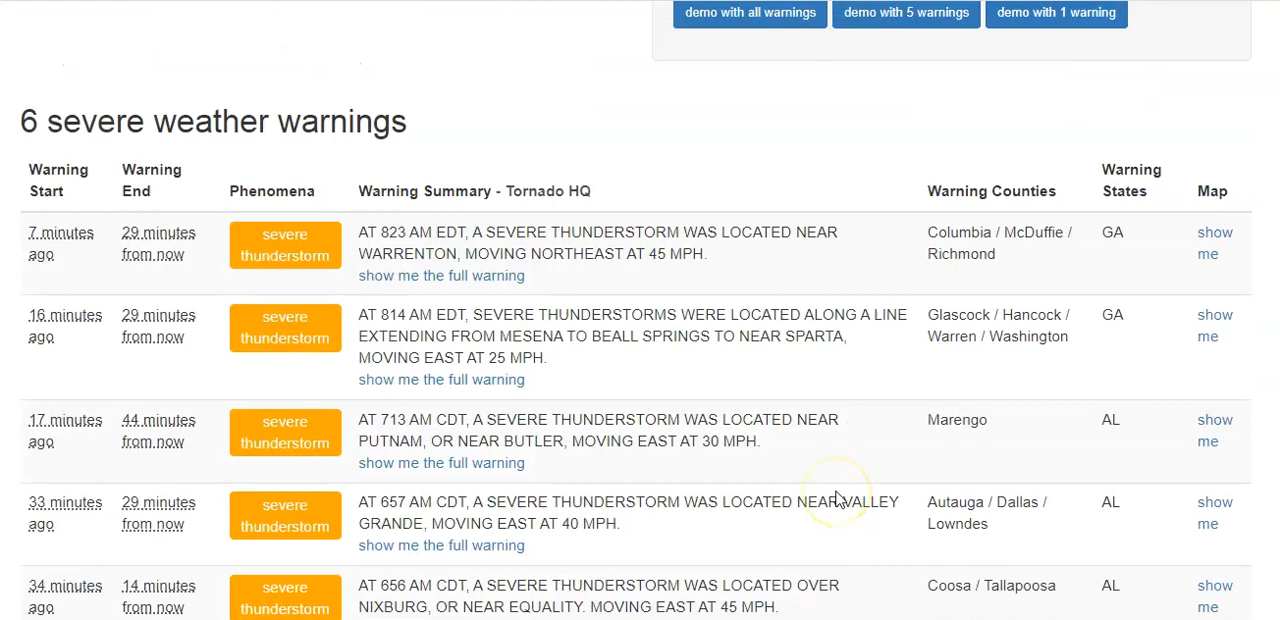 demo with all warnings demo with 5 warnings demo with 1 warning
6 severe weather warnings
Warning Start Warning End Phenomena Warning Summary - Tornado HQ Warning Counties Warning States Map
7 minutes 29 minutes severe AT 823 AM EDT, A SEVERE THUNDERSTORM WAS LOCATED NEAR Columbia / McDuffie / GA show
ago from now thunderstorm WARRENTON, MOVING NORTHEAST AT 45 MPH. Richmond me
show me the full warning
16 minutes 29 minutes severe AT 814 AM EDT, SEVERE THUNDERSTORMS WERE LOCATED ALONG A LINE Glascock / Hancock / GA show
ago from now thunderstorm EXTENDING FROM MESENA TO BEALL SPRINGS TO NEAR SPARTA, Warren / Washington me
MOVING EAST AT 25 MPH.
show me the full warning
17 minutes 44 minutes severe AT 713 AM CDT, A SEVERE THUNDERSTORM WAS LOCATED NEAR Marengo AL show
ago from now thunderstorm PUTNAM, OR NEAR BUTLER, MOVING EAST AT 30 MPH. me
show me the full warning
33 minutes 29 minutes severe AT 657 AM CDT, A SEVERE THUNDERSTORM WAS LOCATED NEAR VALLEY Autauga / Dallas / AL show
ago from now thunderstorm GRANDE, MOVING EAST AT 40 MPH. Lowndes me
show me the full warning
34 minutes 14 minutes severe AT 656 AM CDT, A SEVERE THUNDERSTORM WAS LOCATED OVER Coosa / Tallapoosa AL show
ago from now thunderstorm NIXBURG, OR NEAR EQUALITY. MOVING EAST AT 45 MPH. me